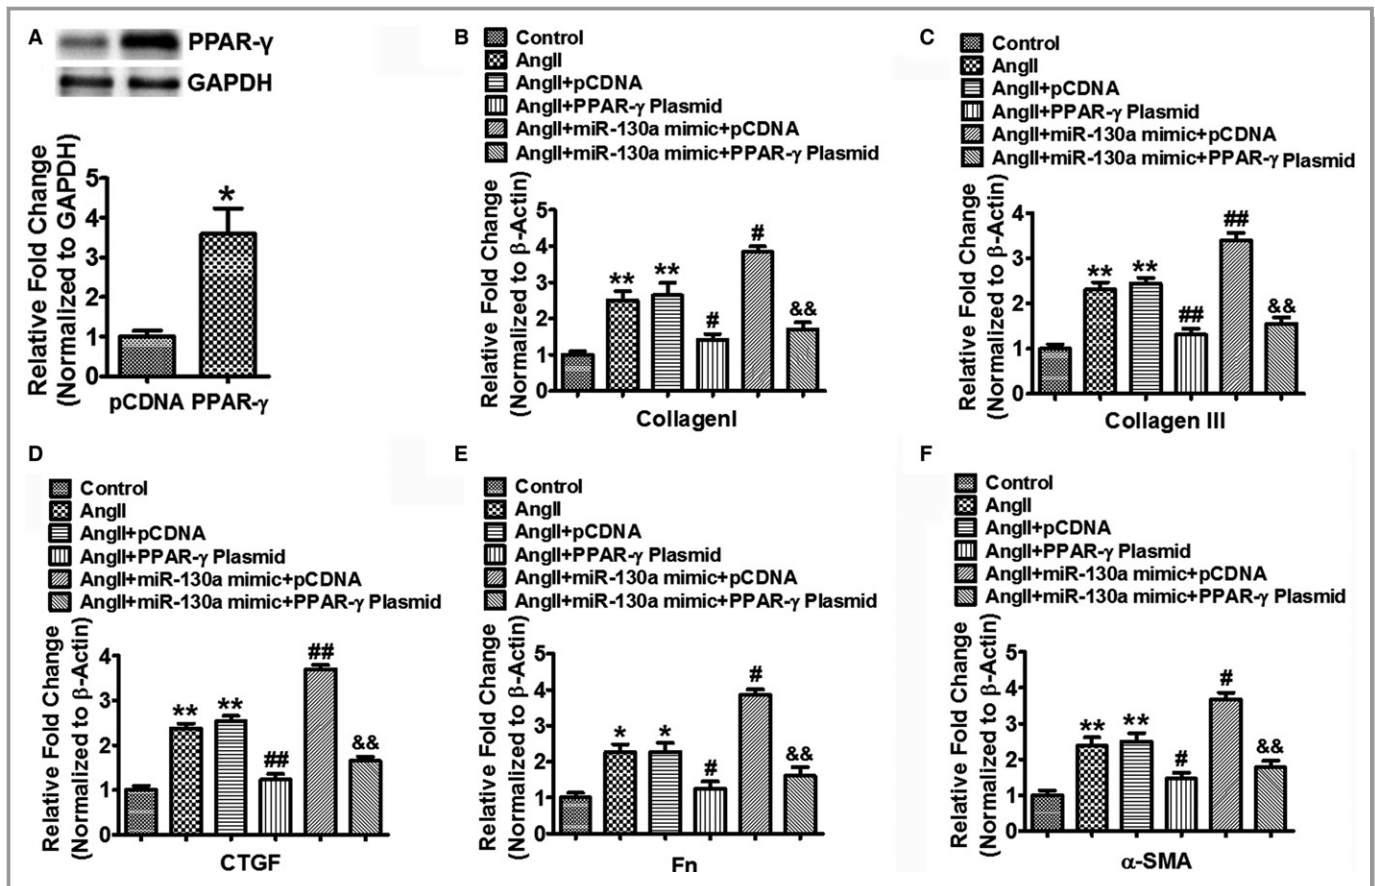 A
PPAR-γ
GAPDH
Relative Fold Change
(Normalized to GAPDH)
5
4
3
2
1
0
*
pCDNA PPAR-γ
B
Control
AngII
AngII+pCDNA
AngII+PPAR-γ Plasmid
AngII+miR-130a mimic+pCDNA
AngII+miR-130a mimic+PPAR-γ Plasmid
Relative Fold Change
(Normalized to β-Actin)
5
4
3
2
1
0
** ** # # &&
CollagenI
C
Control
AngII
AngII+pCDNA
AngII+PPAR-γ Plasmid
AngII+miR-130a mimic+pCDNA
AngII+miR-130a mimic+PPAR-γ Plasmid
Relative Fold Change
(Normalized to β-Actin)
4
3
2
1
0
** ** ## ## &&
Collagen III
D
Control
AngII
AngII+pCDNA
AngII+PPAR-γ Plasmid
AngII+miR-130a mimic+pCDNA
AngII+miR-130a mimic+PPAR-γ Plasmid
Relative Fold Change
(Normalized to β-Actin)
4
3
2
1
0
** ** ## ## &&
CTGF
E
Control
AngII
AngII+pCDNA
AngII+PPAR-γ Plasmid
AngII+miR-130a mimic+pCDNA
AngII+miR-130a mimic+PPAR-γ Plasmid
Relative Fold Change
(Normalized to β-Actin)
5
4
3
2
1
0
* * # # &&
Fn
F
Control
AngII
AngII+pCDNA
AngII+PPAR-γ Plasmid
AngII+miR-130a mimic+pCDNA
AngII+miR-130a mimic+PPAR-γ Plasmid
Relative Fold Change
(Normalized to β-Actin)
5
4
3
2
1
0
** ** # # &&
α-SMA